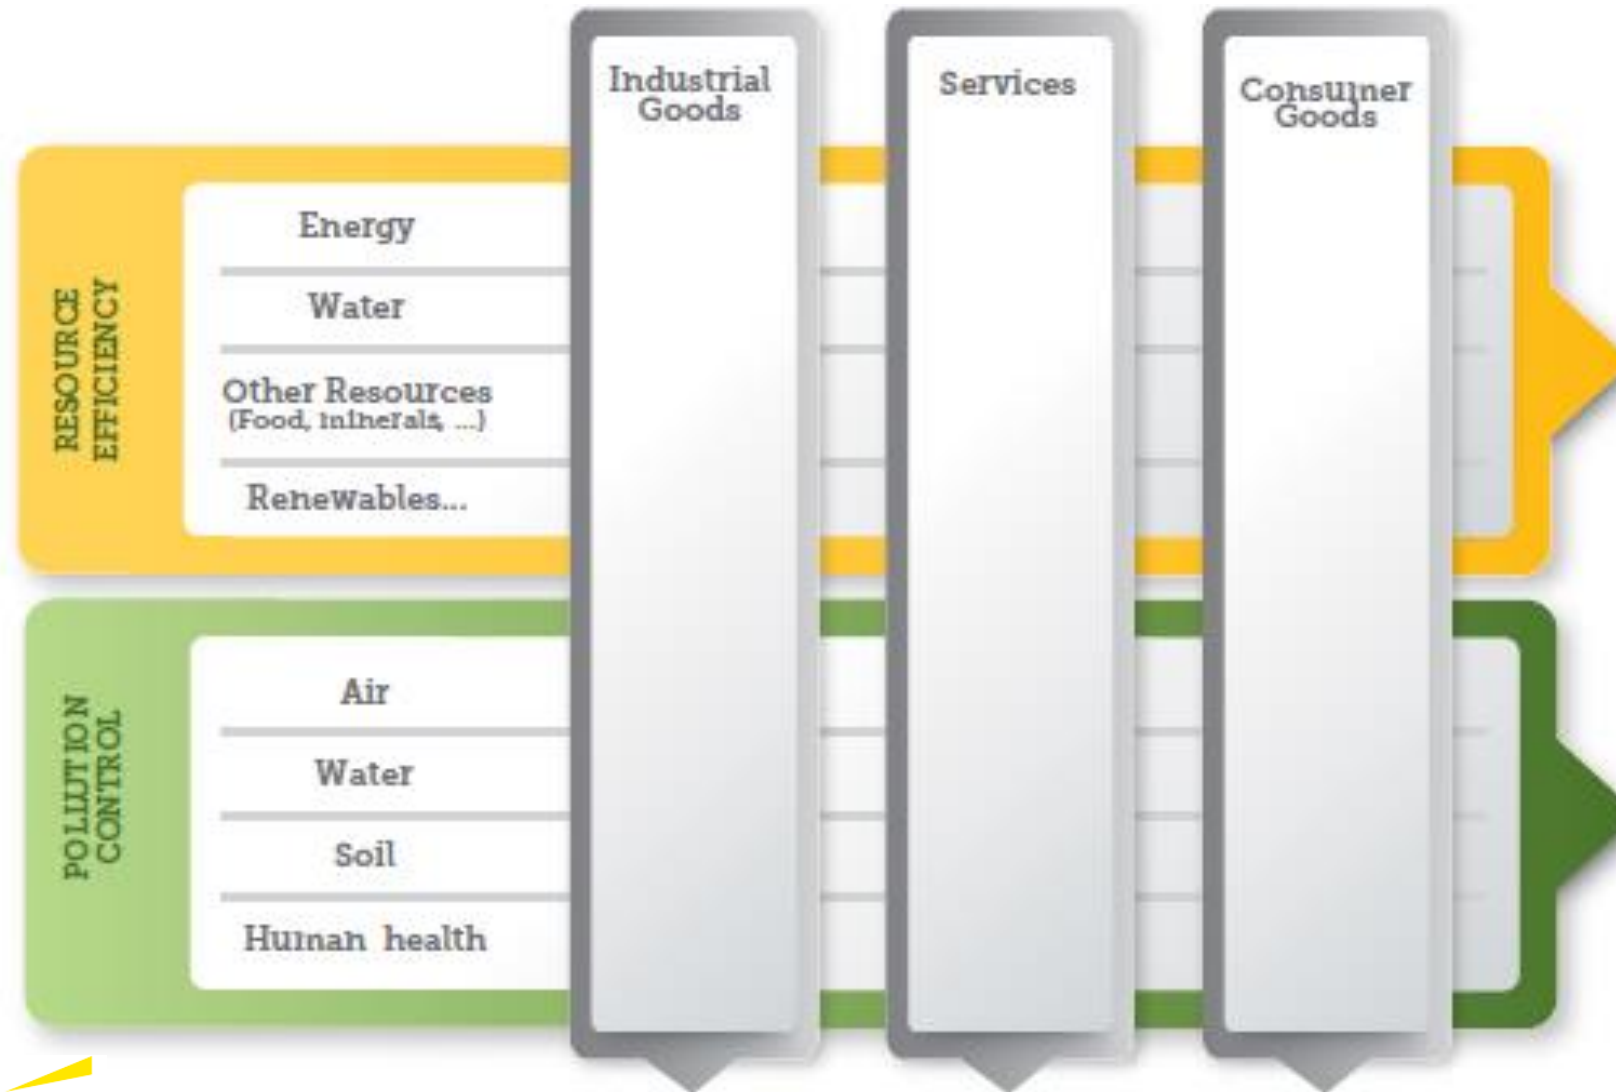 Industrial
Goods
Services
Consumer
Goods
RESOURCE
EFFICIENCY
Energy
Water
Other Resources
(Food, minerals, ...)
Renewables...
POLLUTION
CONTROL
Air
Water
Soil
Human health